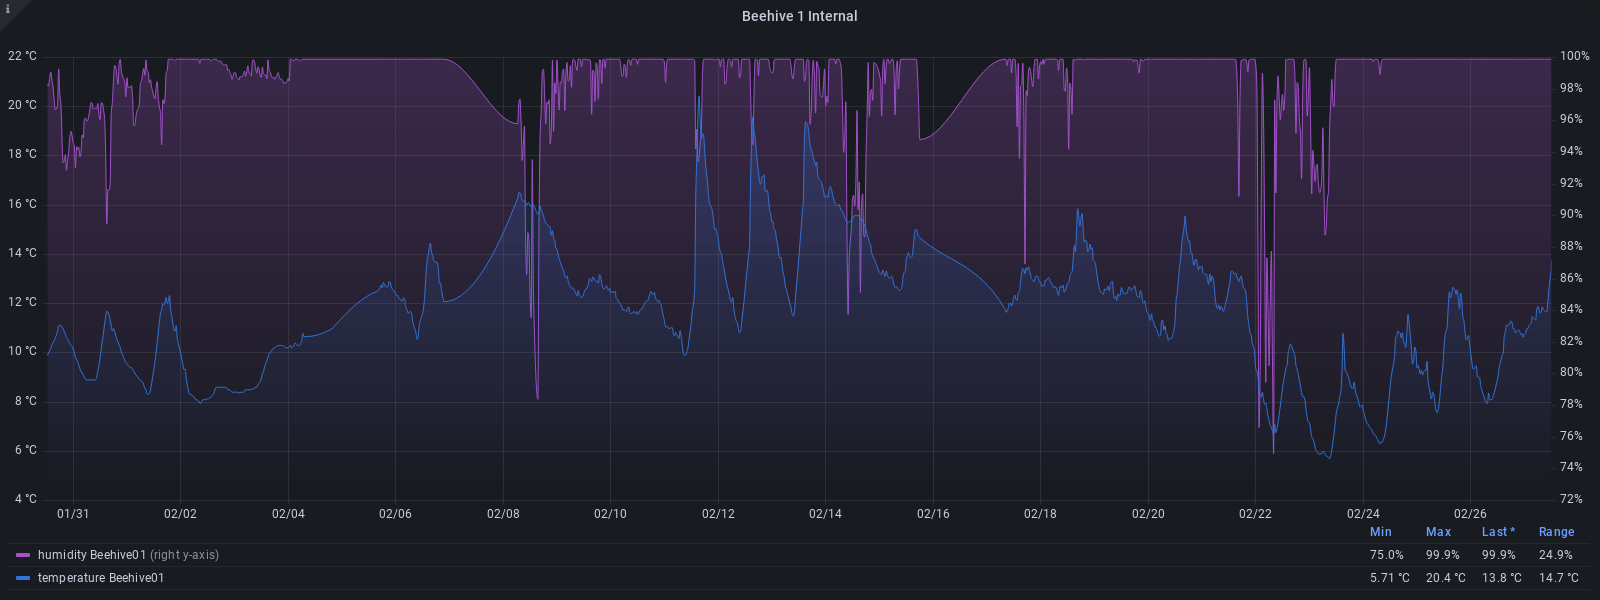 i
Beehive 1 Internal
22 °C 100%
98%
20 °C
96%
18 °C
94%
92%
16 °C
90%
14 °C
88%
86%
12 °C
84%
10 °C
82%
80%
8 °C
78%
6 °C
76%
74%
4 °C 72%
01/31 02/02 02/04 02/06 02/08 02/10 02/12 02/14 02/16 02/18 02/20 02/22 02/24 02/26
Min Max Last * Range
humidity Beehive01 (right y-axis) 75.0% 99.9% 99.9% 24.9%
temperature Beehive01 5.71 °C 20.4 °C 13.8 °C 14.7 °C